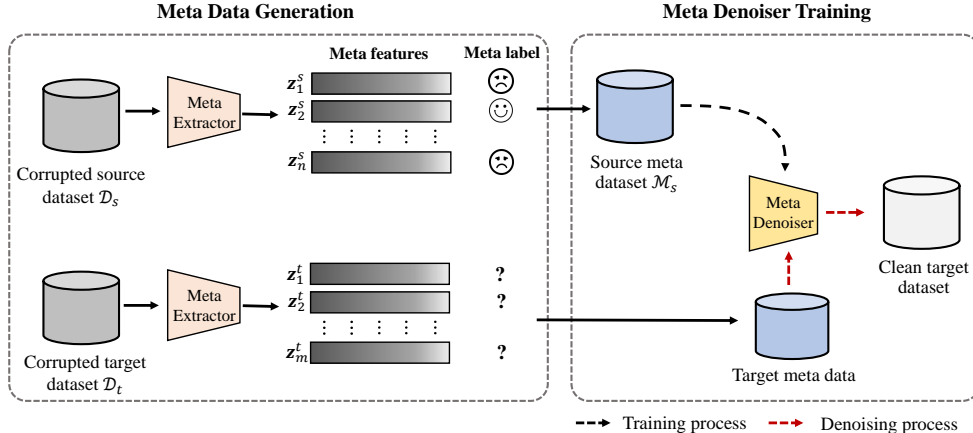 Meta Data Generation
Meta Denoiser Training
Meta features
Meta label
Meta
Extractor
z₁ˢ
z₂ˢ
zₙˢ
Corrupted source
dataset 𝒟ₛ
Source meta
dataset ℳₛ
Meta
Denoiser
Clean target
dataset
Meta
Extractor
z₁ᵗ
?
z₂ᵗ
?
zₘᵗ
?
Corrupted target
dataset 𝒟ₜ
Target meta data
Training process
Denoising process